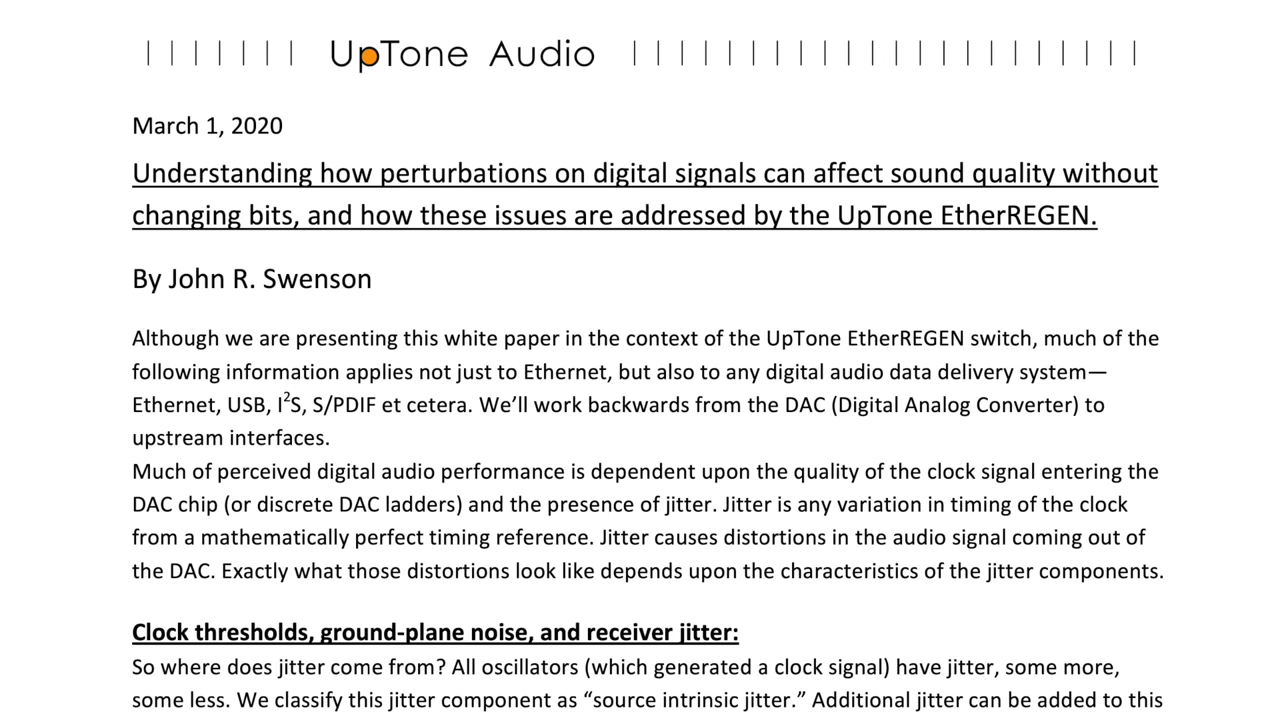 UpTone Audio
March 1, 2020
Understanding how perturbations on digital signals can affect sound quality without
changing bits, and how these issues are addressed by the UpTone EtherREGEN.
By John R. Swenson
Although we are presenting this white paper in the context of the UpTone EtherREGEN switch, much of the
following information applies not just to Ethernet, but also to any digital audio data delivery system—
Ethernet, USB, I²S, S/PDIF et cetera. We’ll work backwards from the DAC (Digital Analog Converter) to
upstream interfaces.
Much of perceived digital audio performance is dependent upon the quality of the clock signal entering the
DAC chip (or discrete DAC ladders) and the presence of jitter. Jitter is any variation in timing of the clock
from a mathematically perfect timing reference. Jitter causes distortions in the audio signal coming out of
the DAC. Exactly what those distortions look like depends upon the characteristics of the jitter components.
Clock thresholds, ground-plane noise, and receiver jitter:
So where does jitter come from? All oscillators (which generated a clock signal) have jitter, some more,
some less. We classify this jitter component as “source intrinsic jitter.” Additional jitter can be added to this